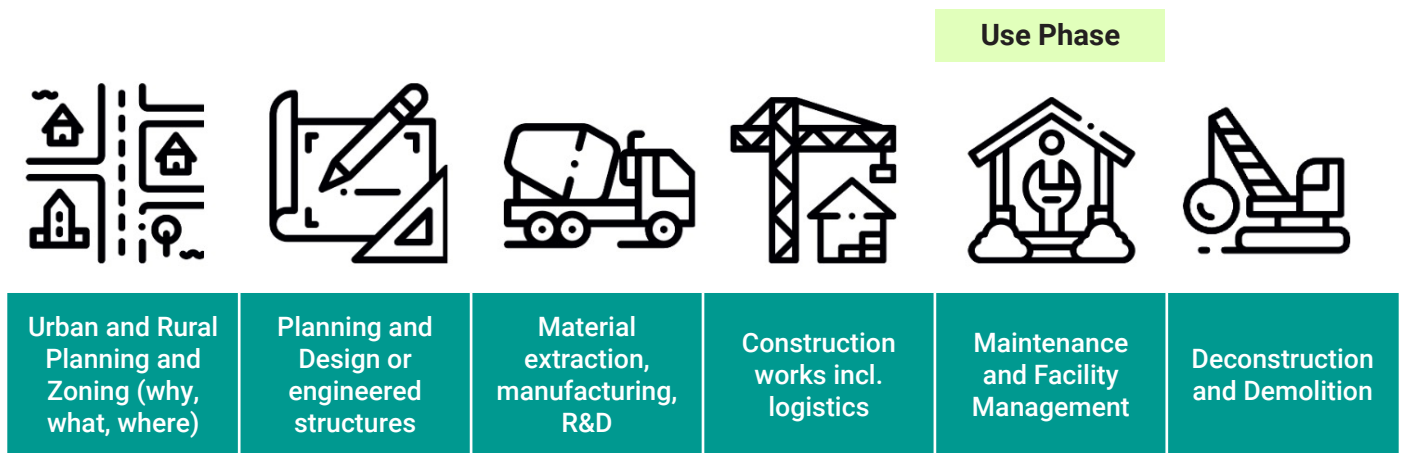 Use Phase
Urban and Rural
Planning and
Zoning (why,
what, where)
Planning and
Design or
engineered
structures
Material
extraction,
manufacturing,
R&D
Construction
works incl.
logistics
Maintenance
and Facility
Management
Deconstruction
and Demolition